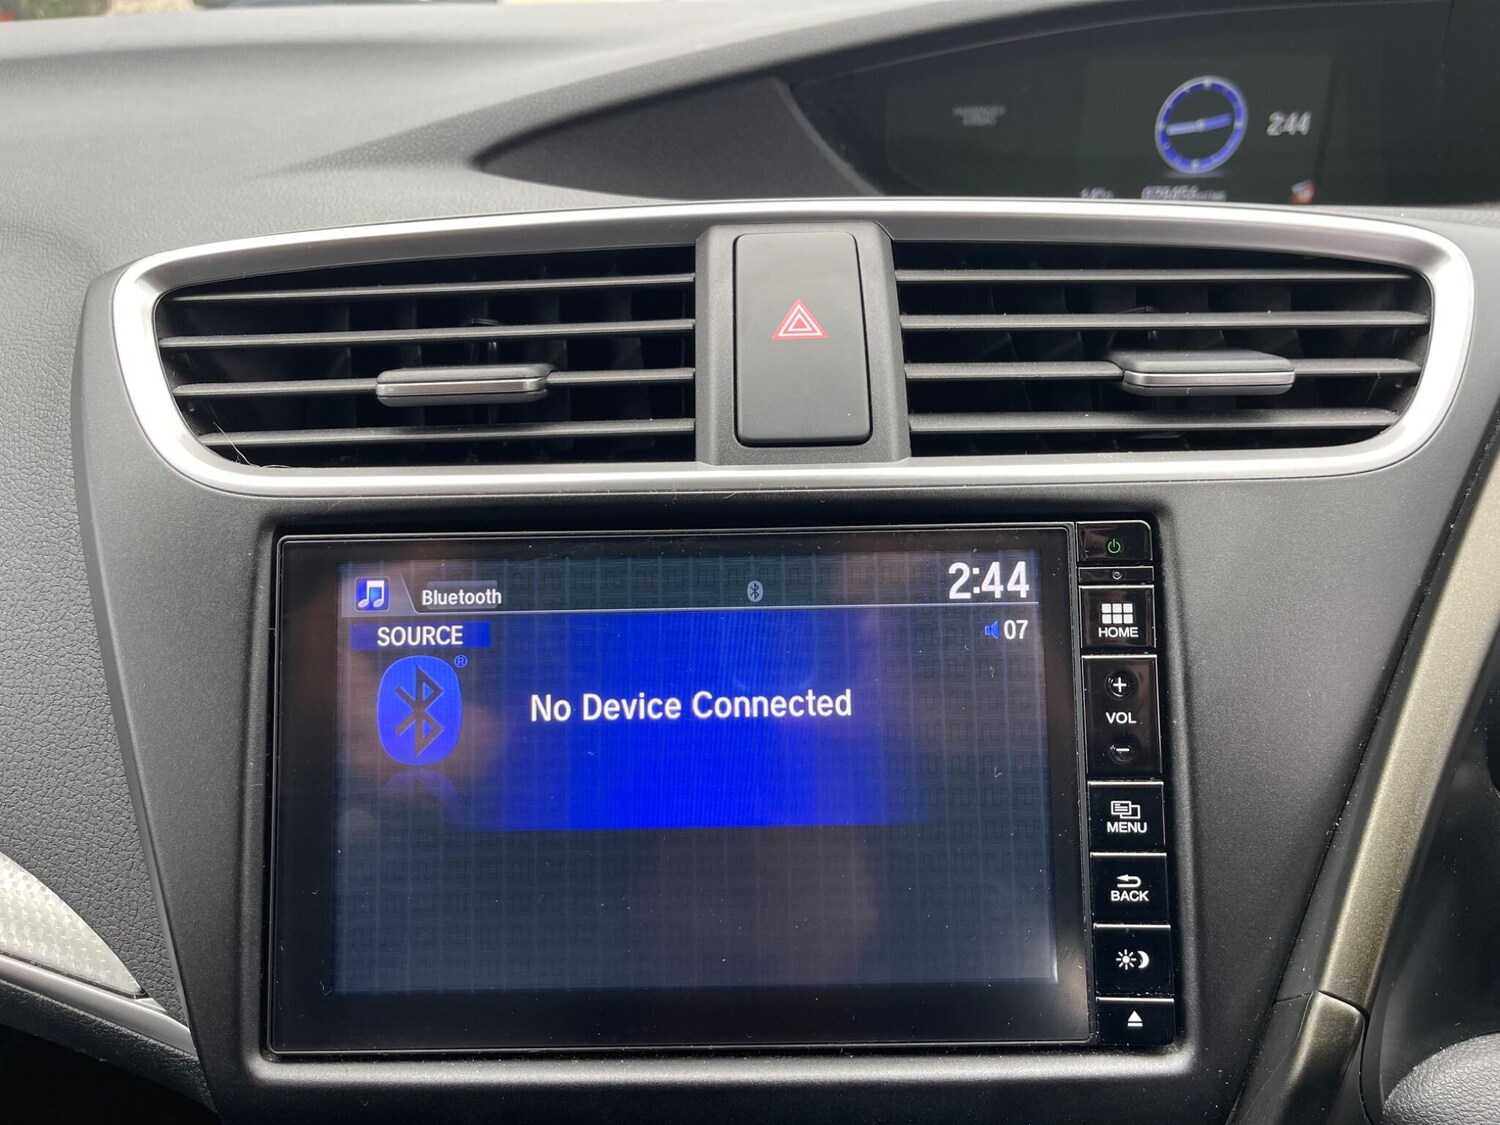 2:44
Bluetooth
2:44
SOURCE
07
®
No Device Connected
HOME
+
VOL
−
MENU
BACK